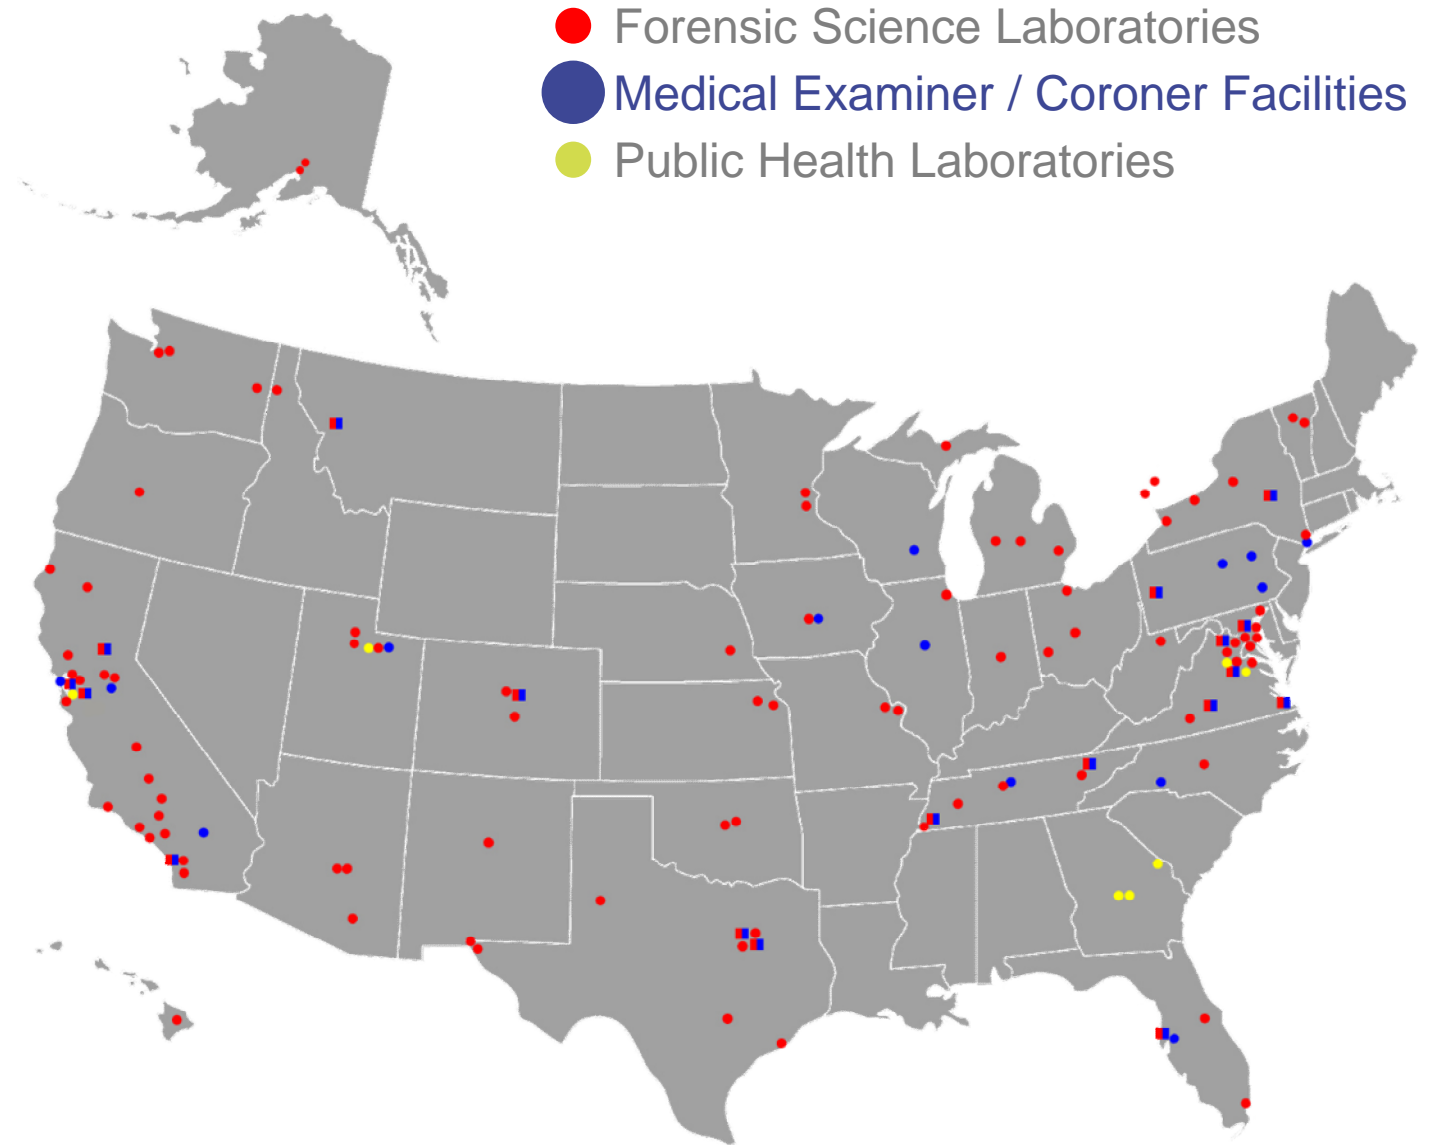 Forensic Science Laboratories
Medical Examiner / Coroner Facilities
Public Health Laboratories